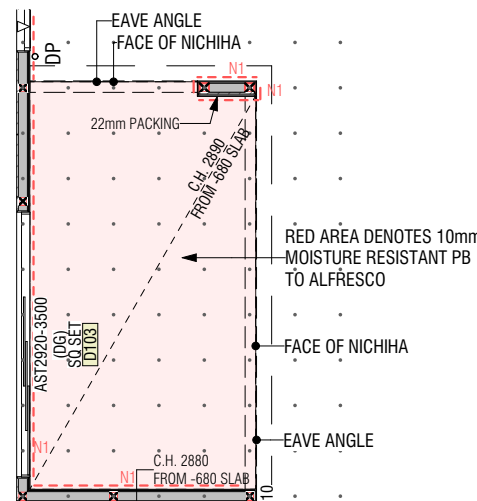 EAVE ANGLE
FACE OF NICHIHA
DP
N1
N1
22mm PACKING
C.H. 2890
FROM -680 SLAB
RED AREA DENOTES 10mm
MOISTURE RESISTANT PB
TO ALFRESCO
AST2920-3500
(DG)
SQ SET
D103
FACE OF NICHIHA
EAVE ANGLE
N1
N1
C.H. 2880
FROM -680 SLAB
10